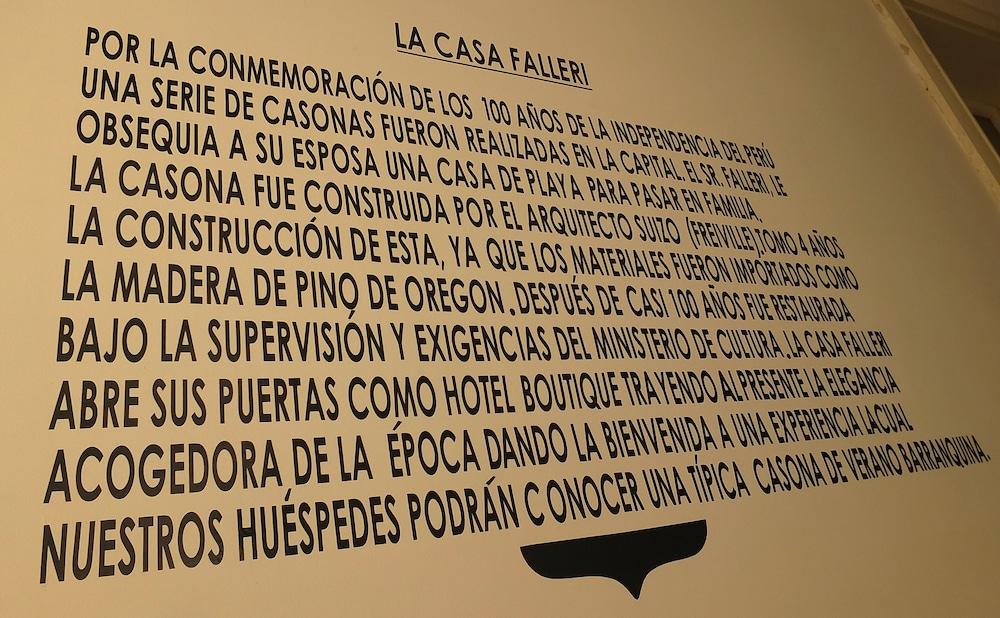 LA CASA FALLERI
POR LA CONMEMORACIÓN DE LOS 100 AÑOS DE LA INDEPENDENCIA DEL PERÚ
UNA SERIE DE CASONAS FUERON REALIZADAS EN LA CAPITAL. EL SR. FALLERI, LE
OBSEQUIA A SU ESPOSA UNA CASA DE PLAYA PARA PASAR EN FAMILIA.
LA CASONA FUE CONSTRUIDA POR EL ARQUITECTO SUIZO (FREIVILLE),TOMO 4 AÑOS
LA CONSTRUCCIÓN DE ESTA, YA QUE LOS MATERIALES FUERON IMPORTADOS COMO
LA MADERA DE PINO DE OREGON .DESPUÉS DE CASI 100 AÑOS FUE RESTAURADA
BAJO LA SUPERVISIÓN Y EXIGENCIAS DEL MINISTERIO DE CULTURA .LA CASA FALLERI
ABRE SUS PUERTAS COMO HOTEL BOUTIQUE TRAYENDO AL PRESENTE LA ELEGANCIA
ACOGEDORA DE LA ÉPOCA DANDO LA BIENVENIDA A UNA EXPERIENCIA LACUAL
NUESTROS HUÉSPEDES PODRÁN CONOCER UNA TÍPICA CASONA DE VERANO BARRANQUINA.